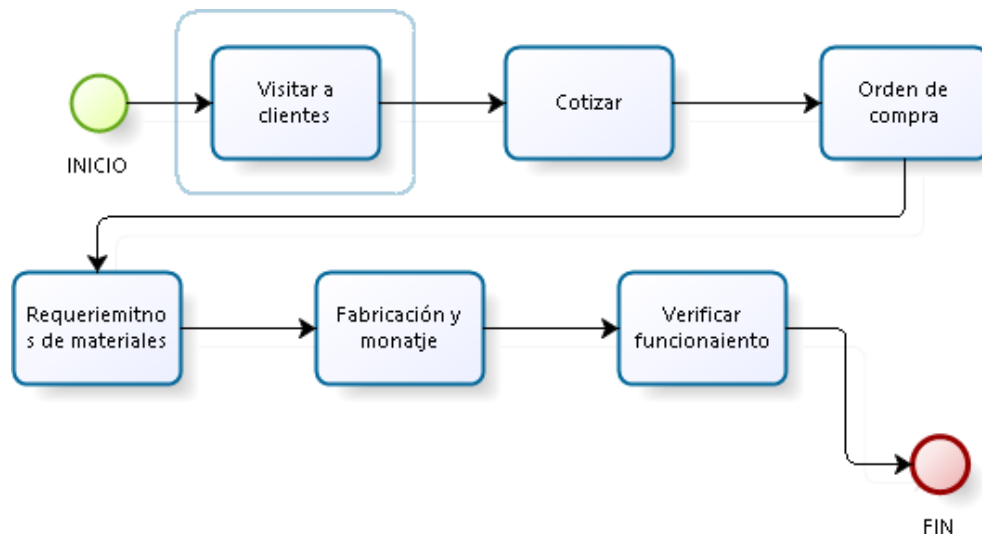 Visitar a
clientes
Cotizar
Orden de
compra
INICIO
Requeriemitno
s de materiales
Fabricación y
monatje
Verificar
funcionaiento
FIN